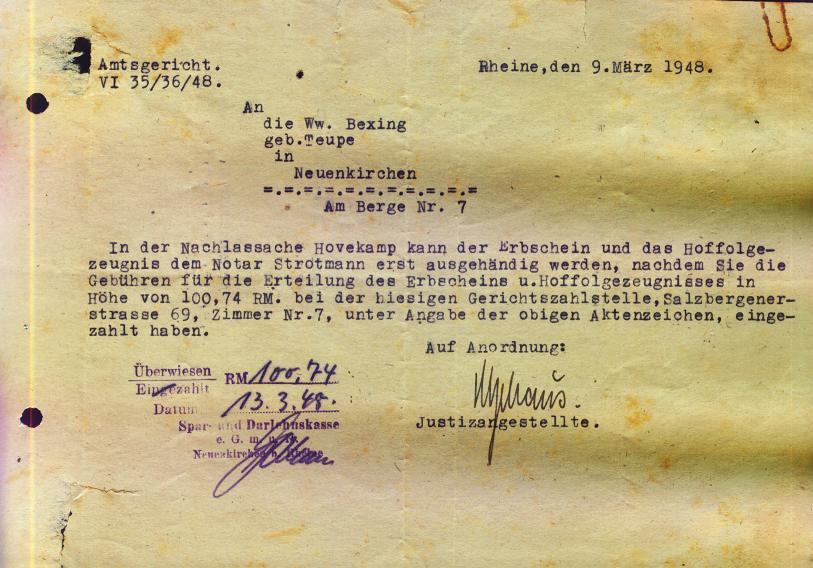 Amtsgericht.
VI 35/36/48.
Rheine,den 9.März 1948.
An
die Ww. Bexing
geb.Teupe
in
Neuenkirchen
=.=.=.=.=.=.=.=.=.=.=
Am Berge Nr. 7
In der Nachlassache Hovekamp kann der Erbschein und das Hoffolge-
zeugnis dem Notar Strotmann erst ausgehändig werden, nachdem Sie die
Gebühren für die Erteilung des Erbscheins u.Hoffolgezeugnisses in
Höhe von 100,74 RM. bei der hiesigen Gerichtszahlstelle,Salzbergener-
strasse 69, Zimmer Nr.7, unter Angabe der obigen Aktenzeichen, einge-
zahlt haben.
Auf Anordnung:
Justizangestellte.
Überwiesen
Eingezahlt
RM 100,74
Datum 13.3.48.
Spar- und Darlehnskasse
e. G. m. u. H.
Neuenkirchen b. Rheine